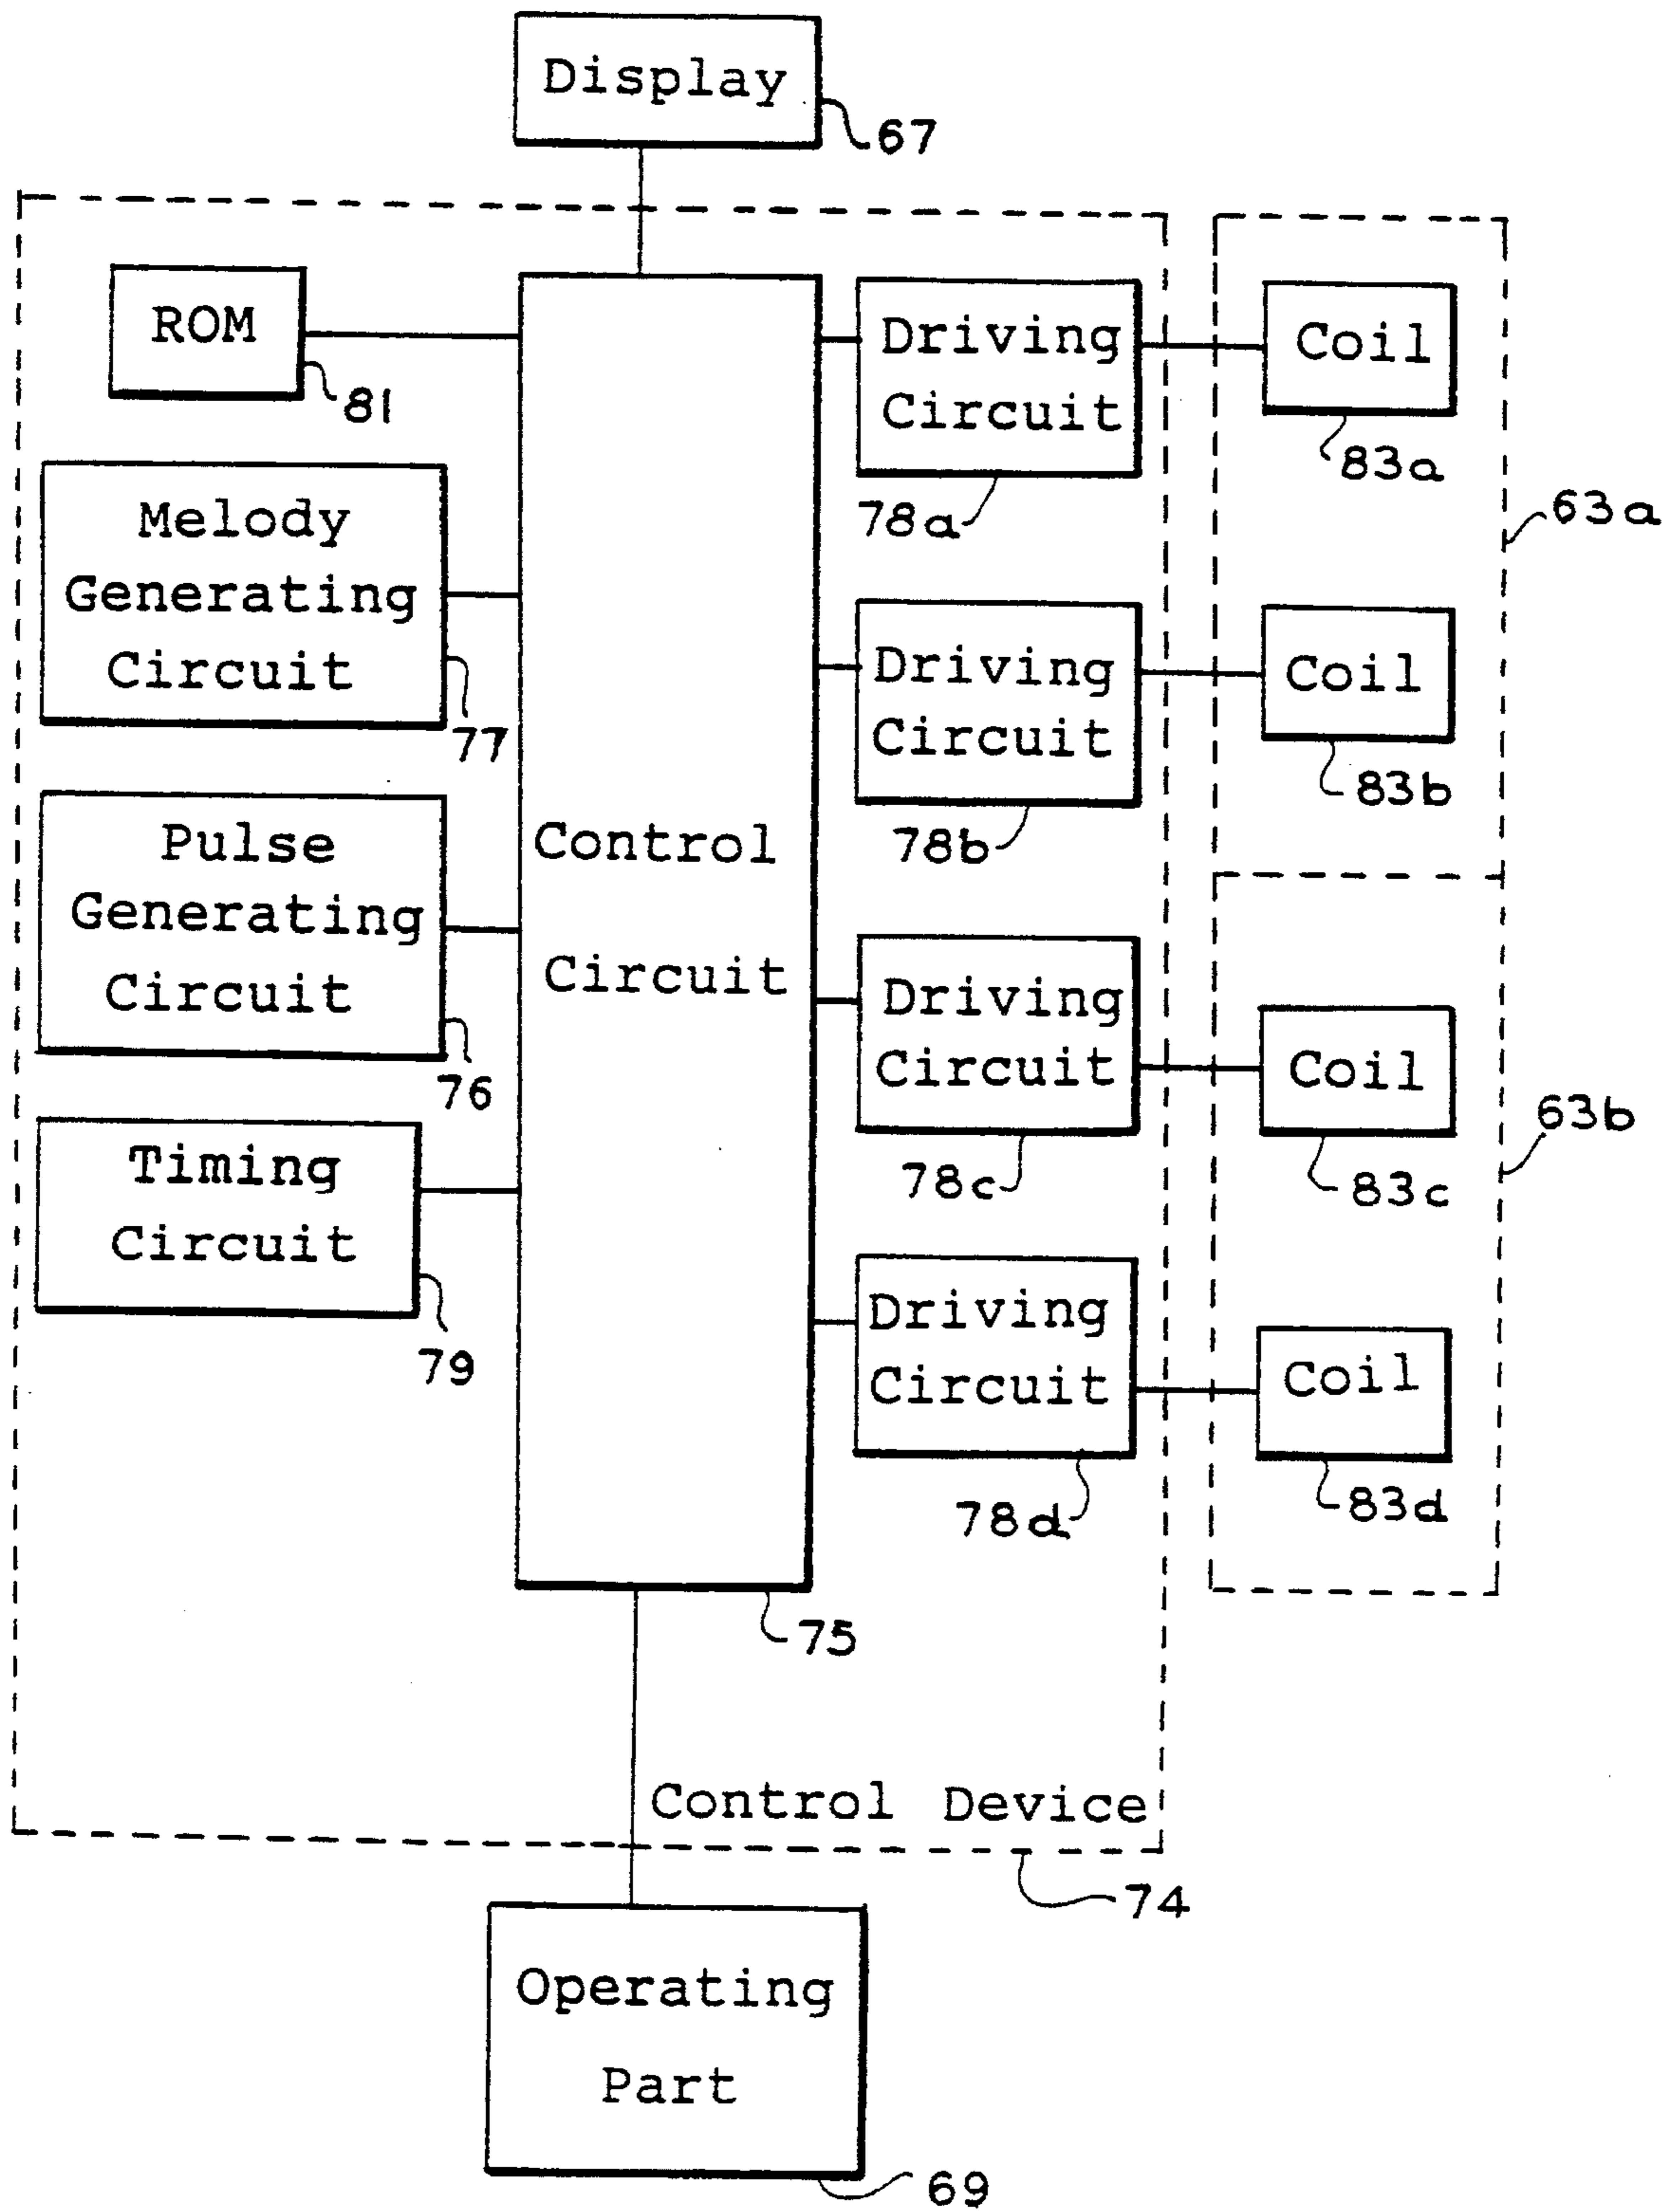 Display
67
ROM
81
Melody
Generating
Circuit
77
Pulse
Generating
Circuit
76
Timing
Circuit
79
Control
Circuit
75
Driving
Circuit
78a
Driving
Circuit
78b
Driving
Circuit
78c
Driving
Circuit
78d
Coil
83a
Coil
83b
63a
Coil
83c
Coil
83d
63b
Control Device
74
Operating
Part
69